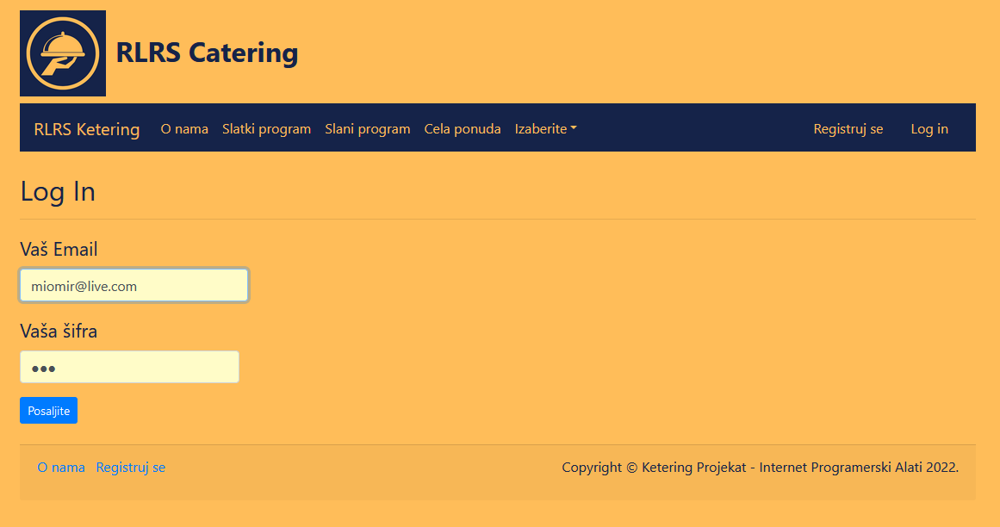 RLRS Catering
RLRS Ketering O nama Slatki program Slani program Cela ponuda Izaberite Registruj se Log in
Log In
Vaš Email
miomir@live.com
Vaša šifra
●●●
Posaljite
O nama Registruj se Copyright © Ketering Projekat - Internet Programerski Alati 2022.